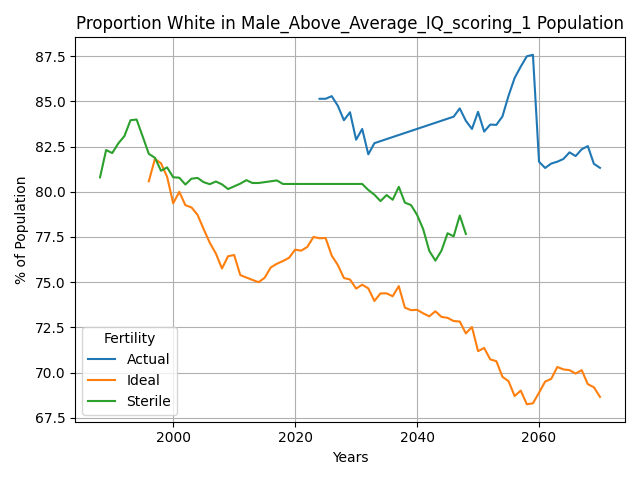 Proportion White in Male_Above_Average_IQ_scoring_1 Population
% of Population
87.5
85.0
82.5
80.0
77.5
75.0
72.5
70.0
67.5
Fertility
Actual
Ideal
Sterile
2000
2020
2040
2060
Years